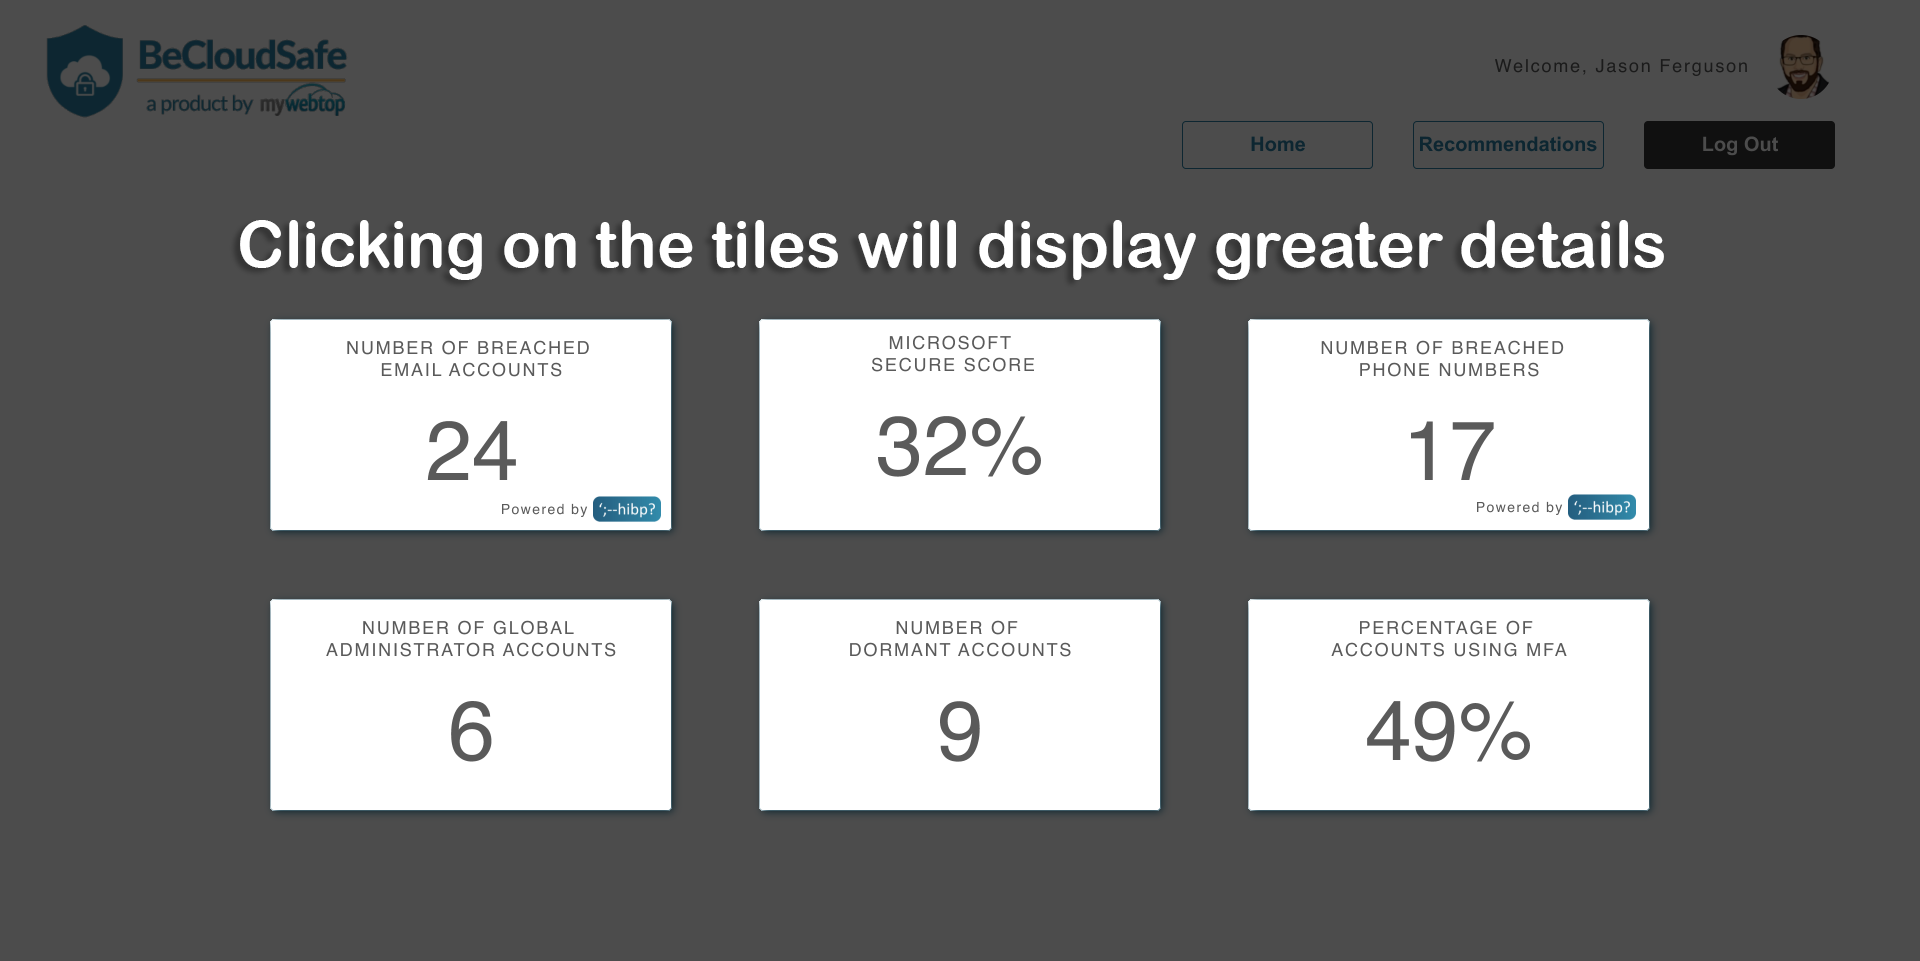 BeCloudSafe
a product by mywebtop
Welcome, Jason Ferguson
Home
Recommendations
Log Out
Clicking on the tiles will display greater details
NUMBER OF BREACHED
EMAIL ACCOUNTS
24
Powered by ';--hibp?
MICROSOFT
SECURE SCORE
32%
NUMBER OF BREACHED
PHONE NUMBERS
17
Powered by ';--hibp?
NUMBER OF GLOBAL
ADMINISTRATOR ACCOUNTS
6
NUMBER OF
DORMANT ACCOUNTS
9
PERCENTAGE OF
ACCOUNTS USING MFA
49%